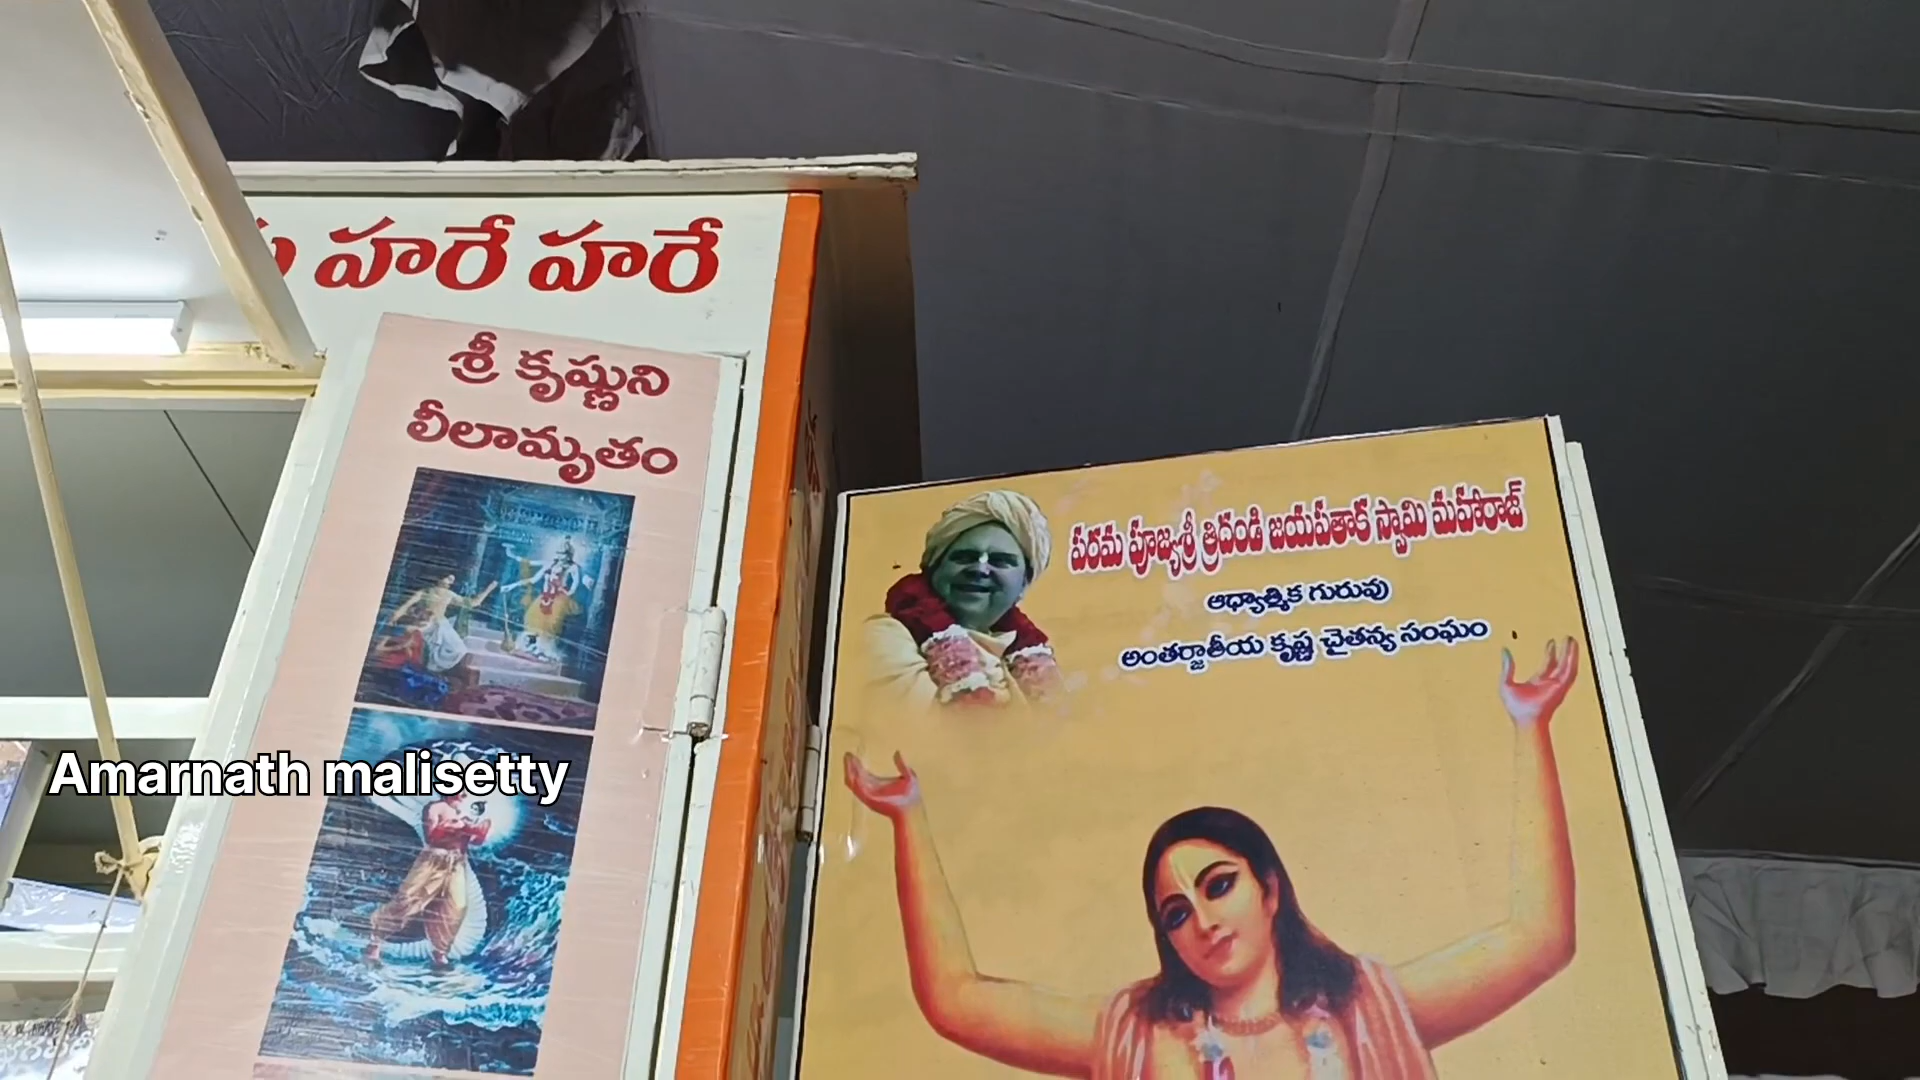 హరే హరే
శ్రీ కృష్ణుని
లీలామృతం
పరమ పూజ్యశ్రీ త్రిదండి జయపతాక స్వామి మహారాజ్
ఆధ్యాత్మిక గురువు
అంతర్జాతీయ కృష్ణ చైతన్య సంఘం
Amarnath malisetty